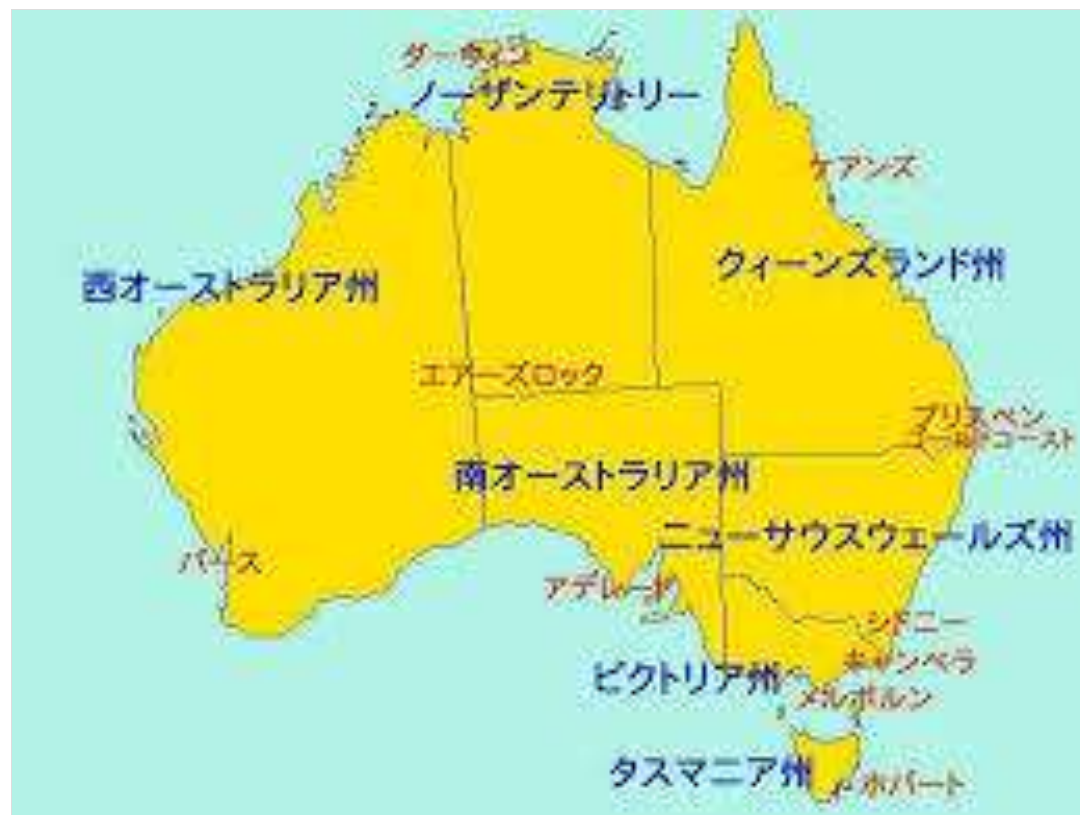 ダーウィン
ノーザンテリトリー
ケアンズ
クィーンズランド州
西オーストラリア州
エアーズロック
ブリスベン
ゴールドコースト
南オーストラリア州
ニューサウスウェールズ州
パース
アデレード
シドニー
キャンベラ
ビクトリア州
メルボルン
タスマニア州
ホバート